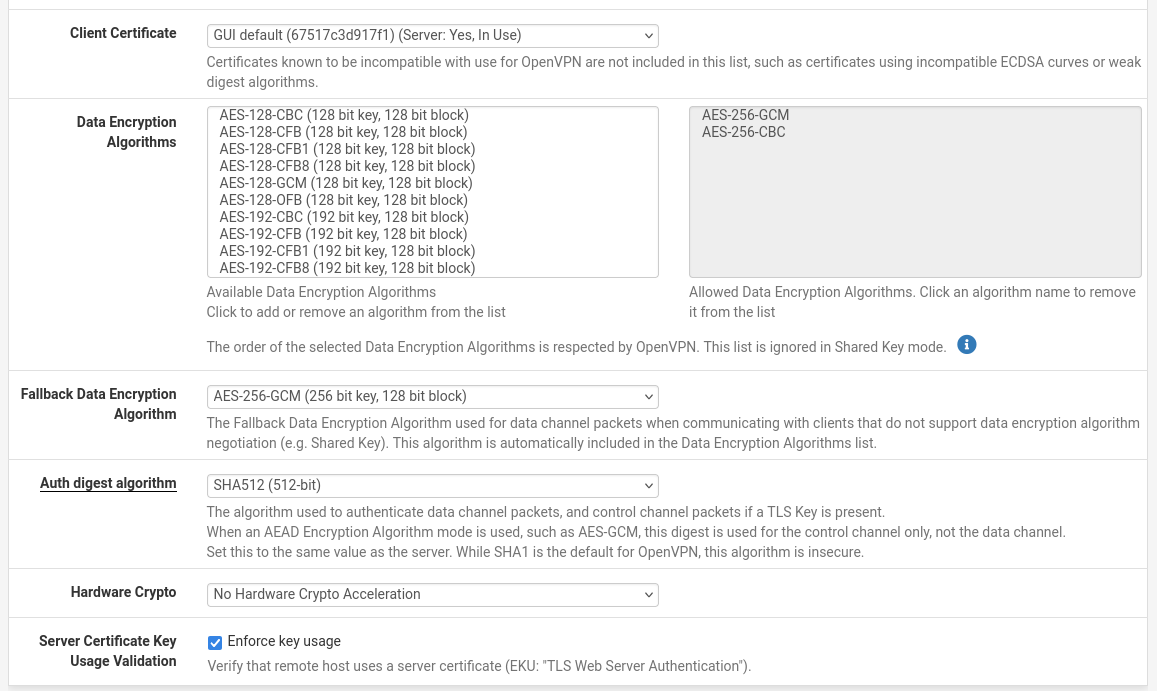 Client Certificate
GUI default (67517c3d917f1) (Server: Yes, In Use)
Certificates known to be incompatible with use for OpenVPN are not included in this list, such as certificates using incompatible ECDSA curves or weak
digest algorithms.
Data Encryption
Algorithms
AES-128-CBC (128 bit key, 128 bit block)
AES-128-CFB (128 bit key, 128 bit block)
AES-128-CFB1 (128 bit key, 128 bit block)
AES-128-CFB8 (128 bit key, 128 bit block)
AES-128-GCM (128 bit key, 128 bit block)
AES-128-OFB (128 bit key, 128 bit block)
AES-192-CBC (192 bit key, 128 bit block)
AES-192-CFB (192 bit key, 128 bit block)
AES-192-CFB1 (192 bit key, 128 bit block)
AES-192-CFB8 (192 bit key, 128 bit block)
Available Data Encryption Algorithms
Click to add or remove an algorithm from the list
AES-256-GCM
AES-256-CBC
Allowed Data Encryption Algorithms. Click an algorithm name to remove
it from the list
The order of the selected Data Encryption Algorithms is respected by OpenVPN. This list is ignored in Shared Key mode.
Fallback Data Encryption
Algorithm
AES-256-GCM (256 bit key, 128 bit block)
The Fallback Data Encryption Algorithm used for data channel packets when communicating with clients that do not support data encryption algorithm
negotiation (e.g. Shared Key). This algorithm is automatically included in the Data Encryption Algorithms list.
Auth digest algorithm
SHA512 (512-bit)
The algorithm used to authenticate data channel packets, and control channel packets if a TLS Key is present.
When an AEAD Encryption Algorithm mode is used, such as AES-GCM, this digest is used for the control channel only, not the data channel.
Set this to the same value as the server. While SHA1 is the default for OpenVPN, this algorithm is insecure.
Hardware Crypto
No Hardware Crypto Acceleration
Server Certificate Key
Usage Validation
Enforce key usage
Verify that remote host uses a server certificate (EKU: "TLS Web Server Authentication").